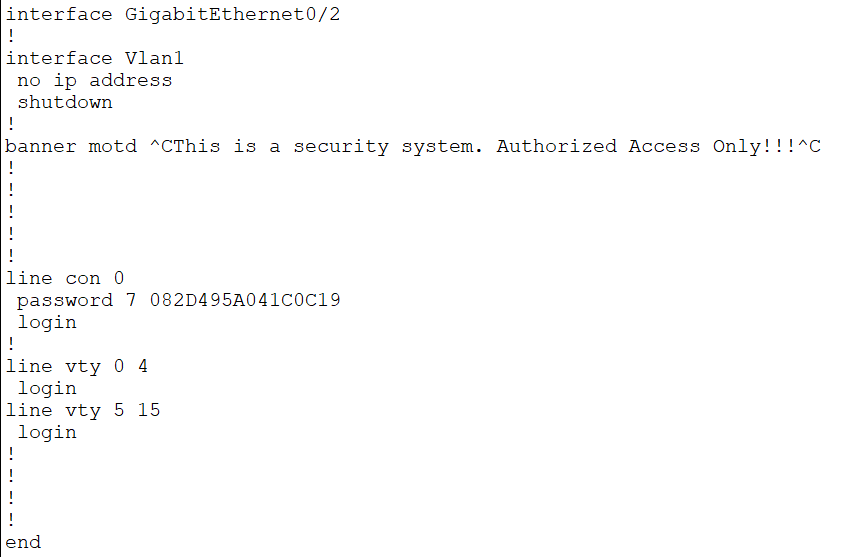 interface GigabitEthernet0/2
!
interface Vlan1
 no ip address
 shutdown
!
banner motd ^CThis is a security system. Authorized Access Only!!!^C
!
!
!
!
!
line con 0
 password 7 082D495A041C0C19
 login
!
line vty 0 4
 login
line vty 5 15
 login
!
!
!
!
end